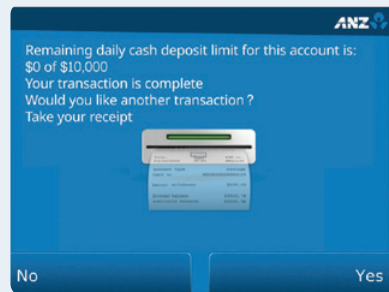 ANZ
Remaining daily cash deposit limit for this account is:
$0 of $10,000
Your transaction is complete
Would you like another transaction ?
Take your receipt
No
Yes